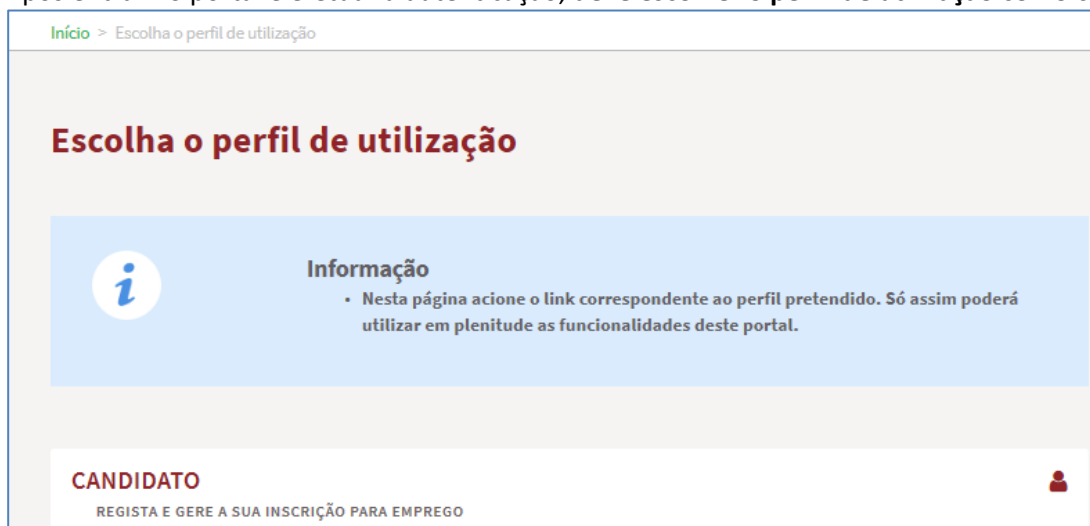 Início > Escolha o perfil de utilização
Escolha o perfil de utilização
Informação
• Nesta página acione o link correspondente ao perfil pretendido. Só assim poderá
utilizar em plenitude as funcionalidades deste portal.
CANDIDATO
REGISTA E GERE A SUA INSCRIÇÃO PARA EMPREGO